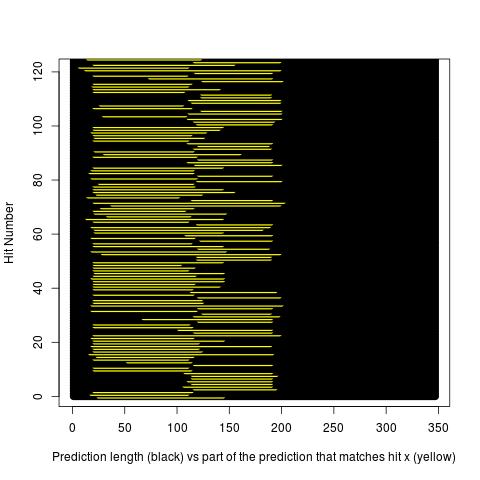 Hit Number
120
100
80
60
40
20
0
0 50 100 150 200 250 300 350
Prediction length (black) vs part of the prediction that matches hit x (yellow)